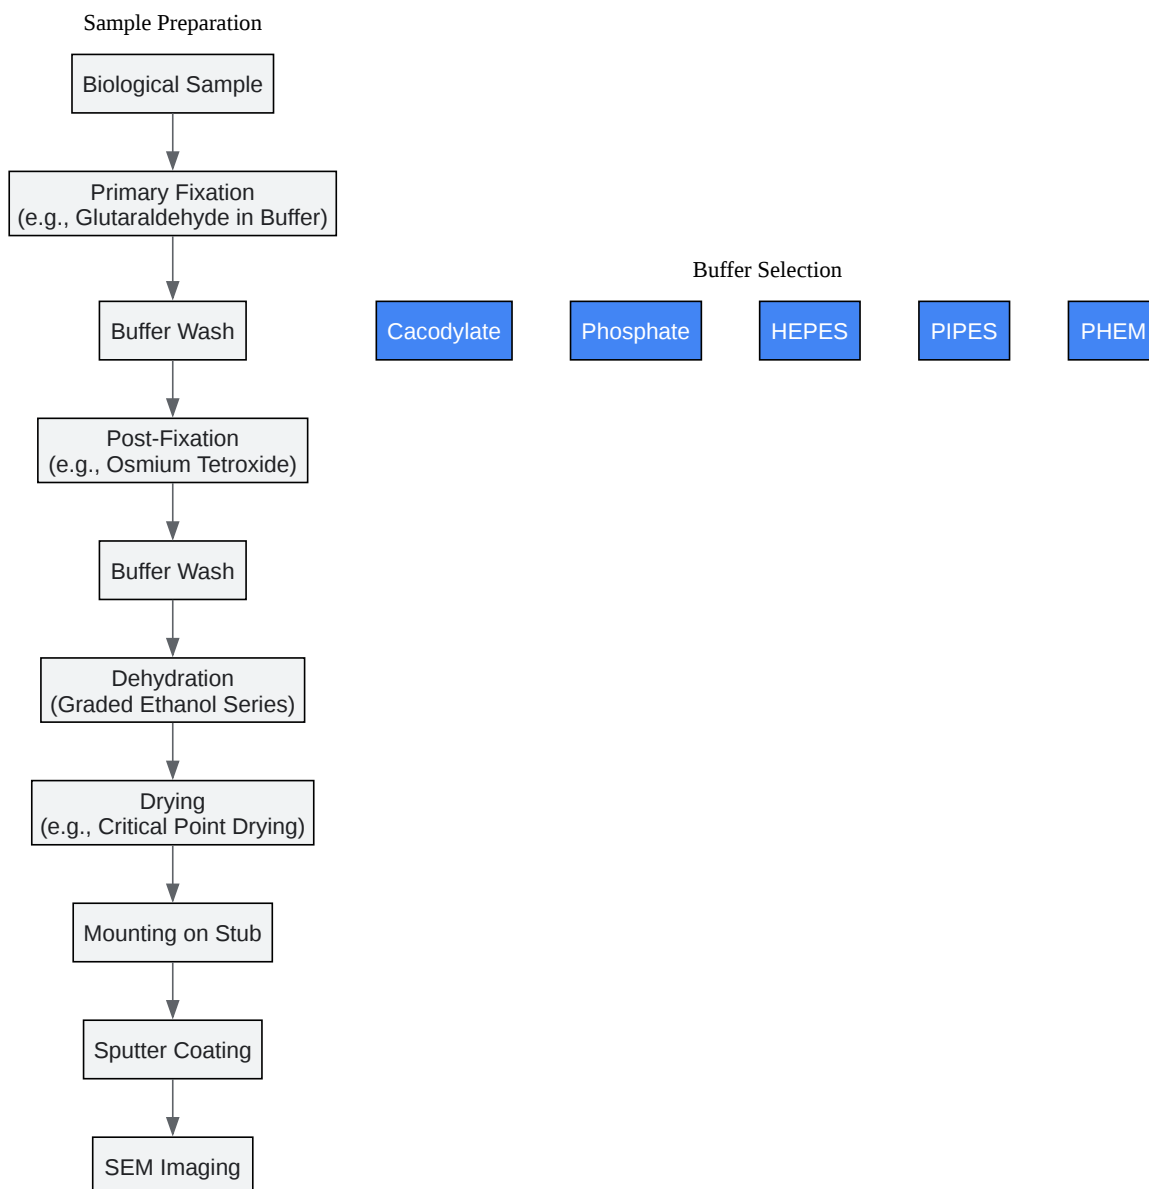 Sample Preparation
Biological Sample
Primary Fixation
(e.g., Glutaraldehyde in Buffer)
Buffer Selection
Buffer Wash
Cacodylate
Phosphate
HEPES
PIPES
PHEM
Post-Fixation
(e.g., Osmium Tetroxide)
Buffer Wash
Dehydration
(Graded Ethanol Series)
Drying
(e.g., Critical Point Drying)
Mounting on Stub
Sputter Coating
SEM Imaging